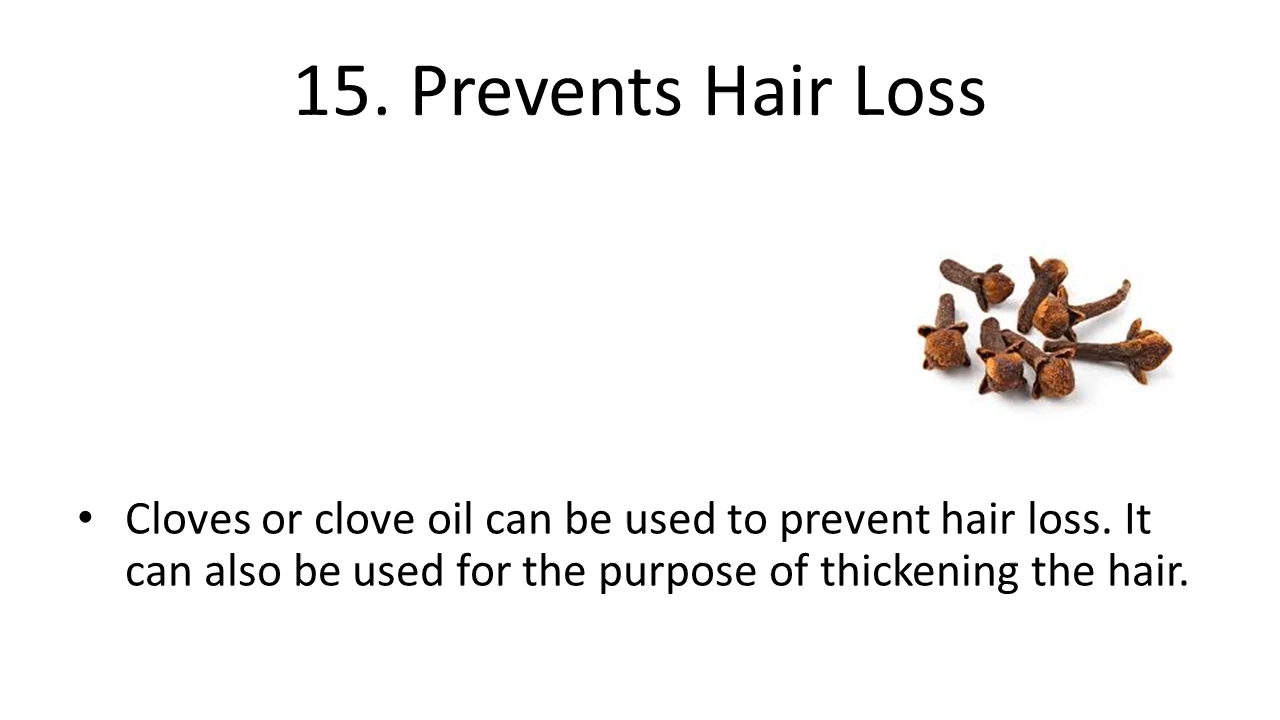 15. Prevents Hair Loss
• Cloves or clove oil can be used to prevent hair loss. It
can also be used for the purpose of thickening the hair.